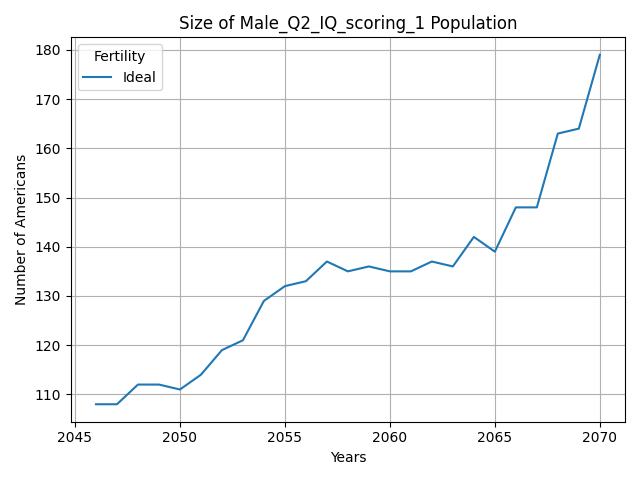 Size of Male_Q2_IQ_scoring_1 Population
Fertility
Ideal
Number of Americans
180
170
160
150
140
130
120
110
2045 2050 2055 2060 2065 2070
Years